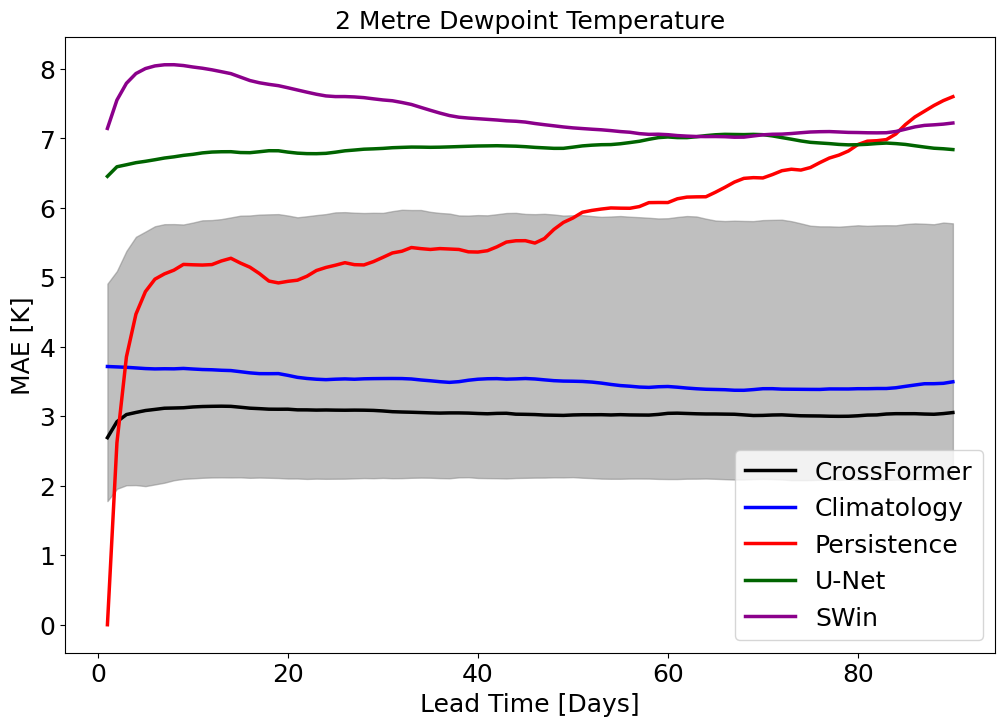 2 Metre Dewpoint Temperature
MAE [K]
8
7
6
5
4
3
2
1
0
0 20 40 60 80
Lead Time [Days]
CrossFormer
Climatology
Persistence
U-Net
SWin